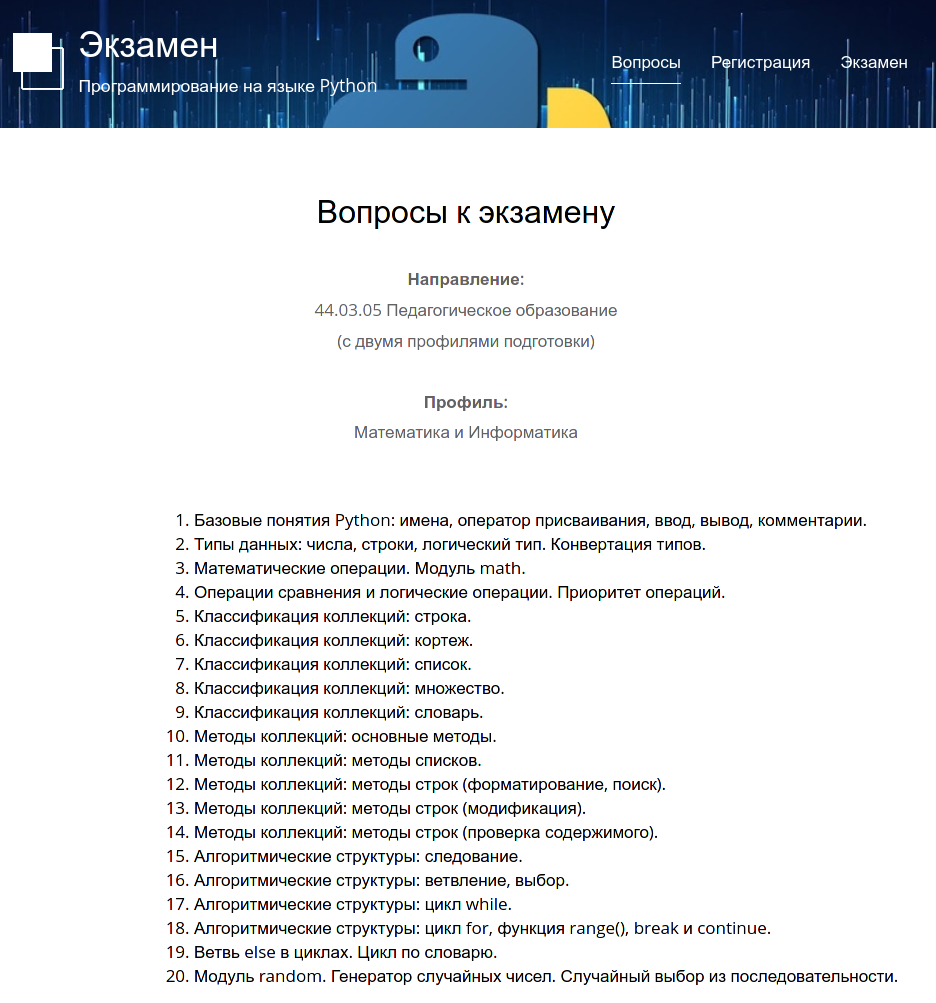 Экзамен
Программирование на языке Python
Вопросы Регистрация Экзамен
Вопросы к экзамену
Направление:
44.03.05 Педагогическое образование
(с двумя профилями подготовки)
Профиль:
Математика и Информатика
1. Базовые понятия Python: имена, оператор присваивания, ввод, вывод, комментарии.
2. Типы данных: числа, строки, логический тип. Конвертация типов.
3. Математические операции. Модуль math.
4. Операции сравнения и логические операции. Приоритет операций.
5. Классификация коллекций: строка.
6. Классификация коллекций: кортеж.
7. Классификация коллекций: список.
8. Классификация коллекций: множество.
9. Классификация коллекций: словарь.
10. Методы коллекций: основные методы.
11. Методы коллекций: методы списков.
12. Методы коллекций: методы строк (форматирование, поиск).
13. Методы коллекций: методы строк (модификация).
14. Методы коллекций: методы строк (проверка содержимого).
15. Алгоритмические структуры: следование.
16. Алгоритмические структуры: ветвление, выбор.
17. Алгоритмические структуры: цикл while.
18. Алгоритмические структуры: цикл for, функция range(), break и continue.
19. Ветвь else в циклах. Цикл по словарю.
20. Модуль random. Генератор случайных чисел. Случайный выбор из последовательности.